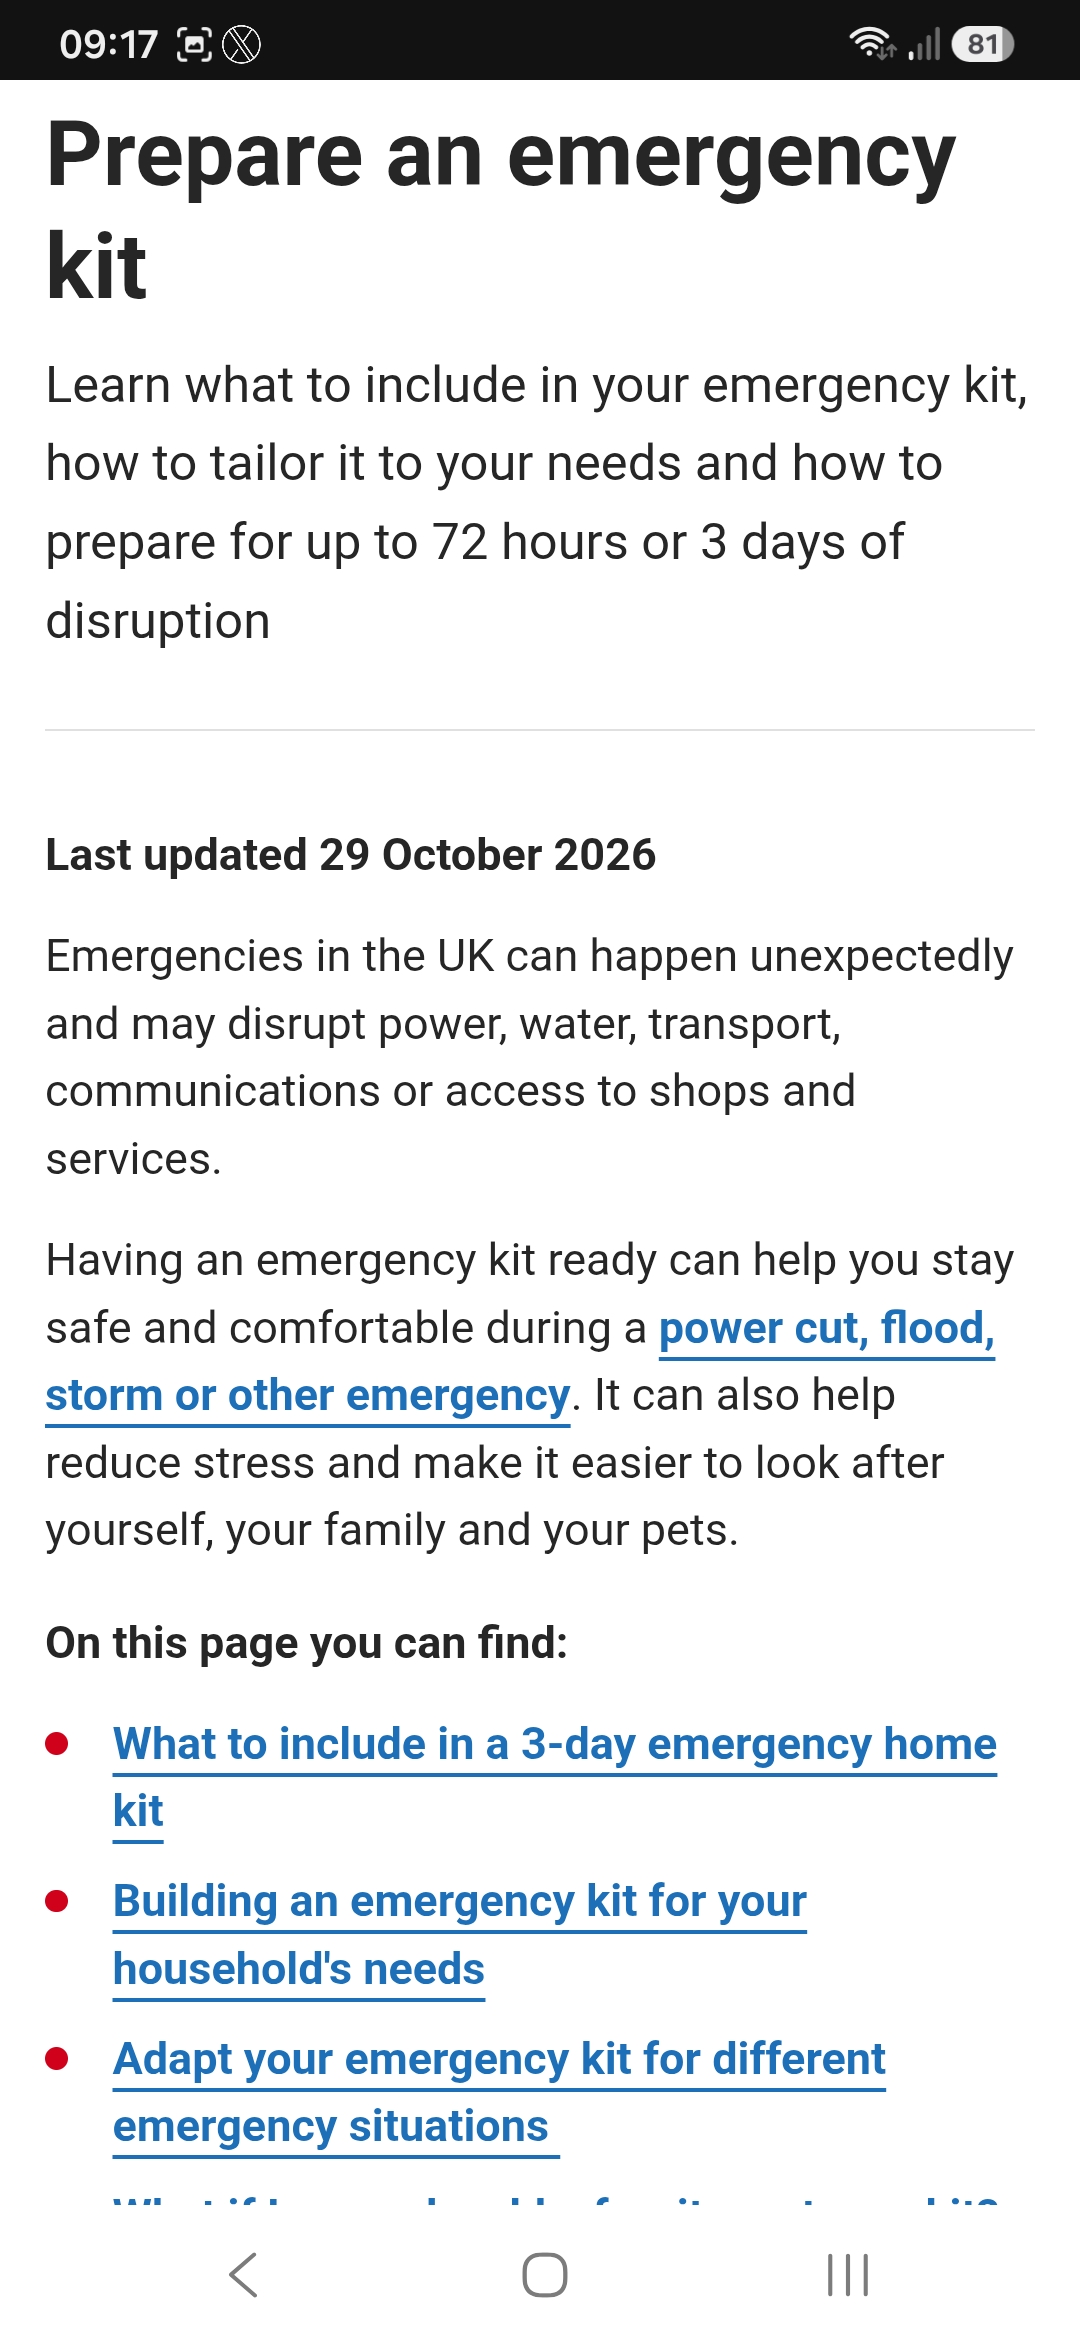 09:17
81
Prepare an emergency
kit
Learn what to include in your emergency kit,
how to tailor it to your needs and how to
prepare for up to 72 hours or 3 days of
disruption
Last updated 29 October 2026
Emergencies in the UK can happen unexpectedly
and may disrupt power, water, transport,
communications or access to shops and
services.
Having an emergency kit ready can help you stay
safe and comfortable during a power cut, flood,
storm or other emergency. It can also help
reduce stress and make it easier to look after
yourself, your family and your pets.
On this page you can find:
What to include in a 3-day emergency home
kit
Building an emergency kit for your
household's needs
Adapt your emergency kit for different
emergency situations